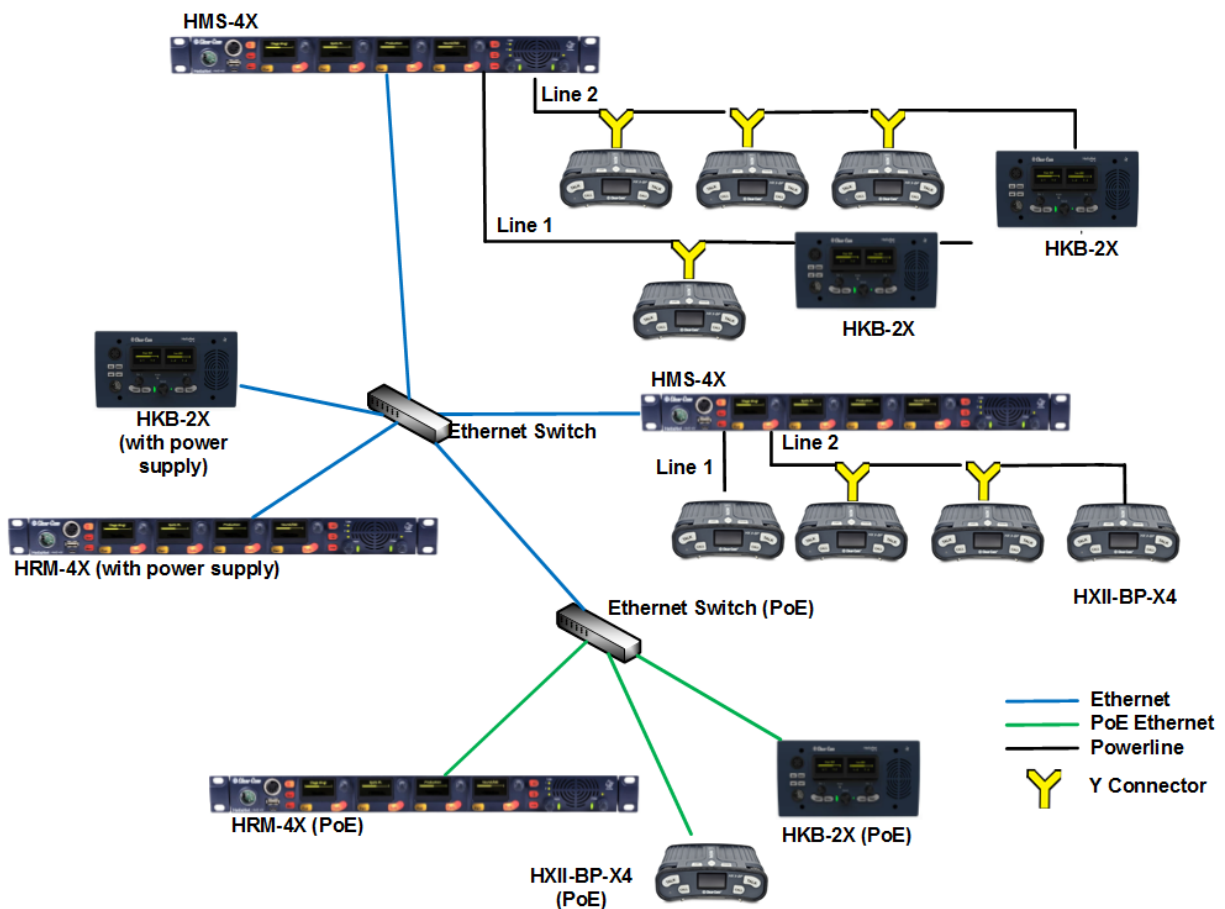 HMS-4X
Line 2
Line 1
HKB-2X
HKB-2X
HMS-4X
HKB-2X
(with power
supply)
Ethernet Switch
Line 2
Line 1
HRM-4X (with power supply)
HXII-BP-X4
Ethernet Switch (PoE)
Ethernet
PoE Ethernet
Powerline
Y Connector
HRM-4X (PoE)
HKB-2X (PoE)
HXII-BP-X4
(PoE)